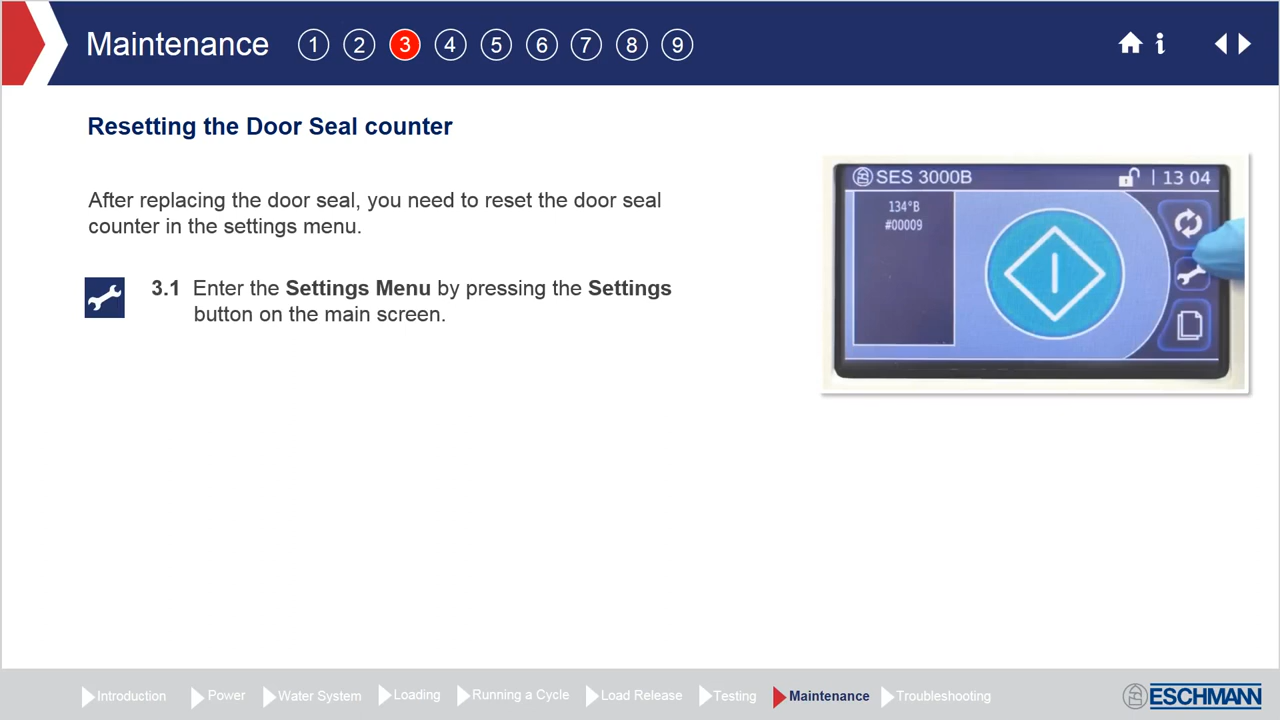 Maintenance 1 2 3 4 5 6 7 8 9
Resetting the Door Seal counter
After replacing the door seal, you need to reset the door seal
counter in the settings menu.
3.1 Enter the Settings Menu by pressing the Settings
button on the main screen.
SES 3000B | 13 04
134°B
#00009
Introduction Power Water System Loading Running a Cycle Load Release Testing Maintenance Troubleshooting ESCHMANN